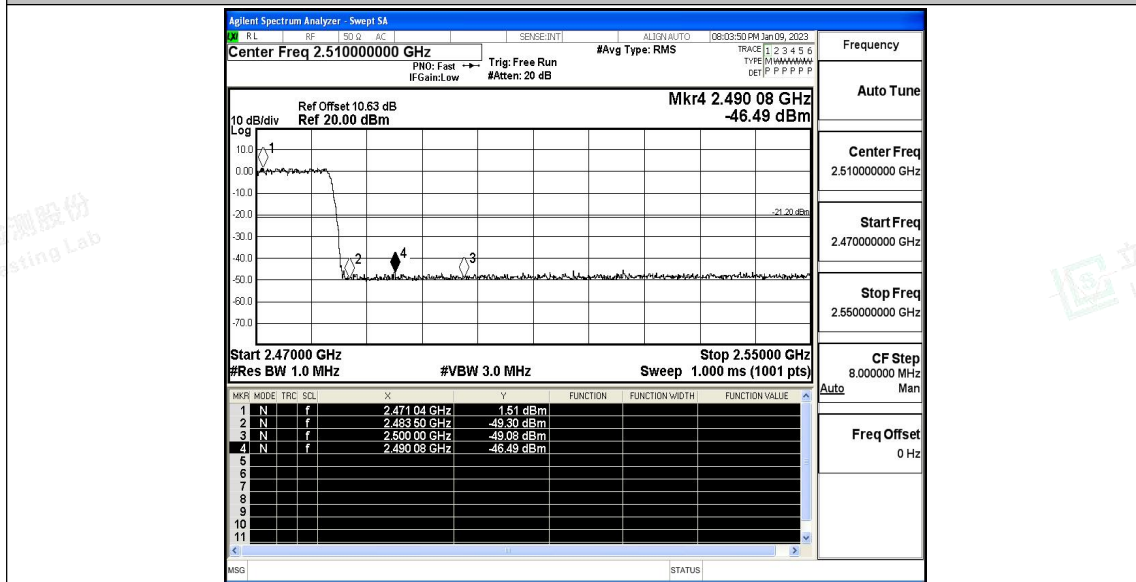 Agilent Spectrum Analyzer - Swept SA
LXI RL RF 50 Ω AC SENSE:INT ALIGN AUTO 08:03:50 PM Jan 09, 2023
Center Freq 2.510000000 GHz
#Avg Type: RMS
TRACE 1 2 3 4 5 6
PNO: Fast Trig: Free Run
TYPE M WWWWW
IFGain:Low #Atten: 20 dB
DET P P P P P P
Frequency
Auto Tune
Mkr4 2.490 08 GHz
-46.49 dBm
Ref Offset 10.63 dB
10 dB/div Ref 20.00 dBm
Log
10.0
0.00
-10.0
-20.0
-30.0
-40.0
-50.0
-60.0
-70.0
1
-21.20 dBm
2
4
3
Center Freq
2.510000000 GHz
Start Freq
2.470000000 GHz
Stop Freq
2.550000000 GHz
Start 2.47000 GHz Stop 2.55000 GHz
#Res BW 1.0 MHz #VBW 3.0 MHz Sweep 1.000 ms (1001 pts)
CF Step
8.000000 MHz
Auto Man
MKR MODE TRC SCL X Y FUNCTION FUNCTION WIDTH FUNCTION VALUE
1 N f 2.471 04 GHz 1.51 dBm
2 N f 2.483 50 GHz -49.30 dBm
3 N f 2.500 00 GHz -49.08 dBm
4 N f 2.490 08 GHz -46.49 dBm
5
6
7
8
9
10
11
Freq Offset
0 Hz
MSG STATUS
测股份
sting Lab
立